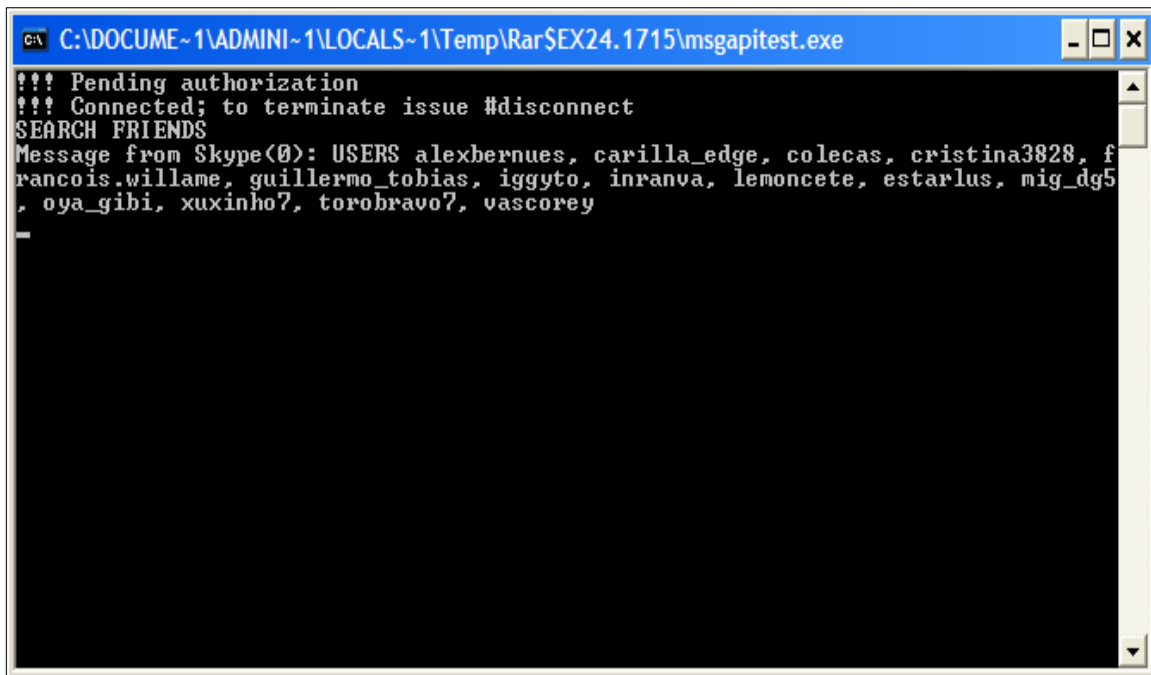 C:\DOCUME~1\ADMINI~1\LOCALS~1\Temp\Rar$EX24.1715\msgapitest.exe
!!! Pending authorization
!!! Connected; to terminate issue #disconnect
SEARCH FRIENDS
Message from Skype(0): USERS alexbernues, carilla_edge, colecas, cristina3828, f
rancois.willame, guillermo_tobias, iggyto, inranva, lemoncete, estarlus, mig_dg5
, oya_gibi, xuxinho7, torobravo7, vascorey